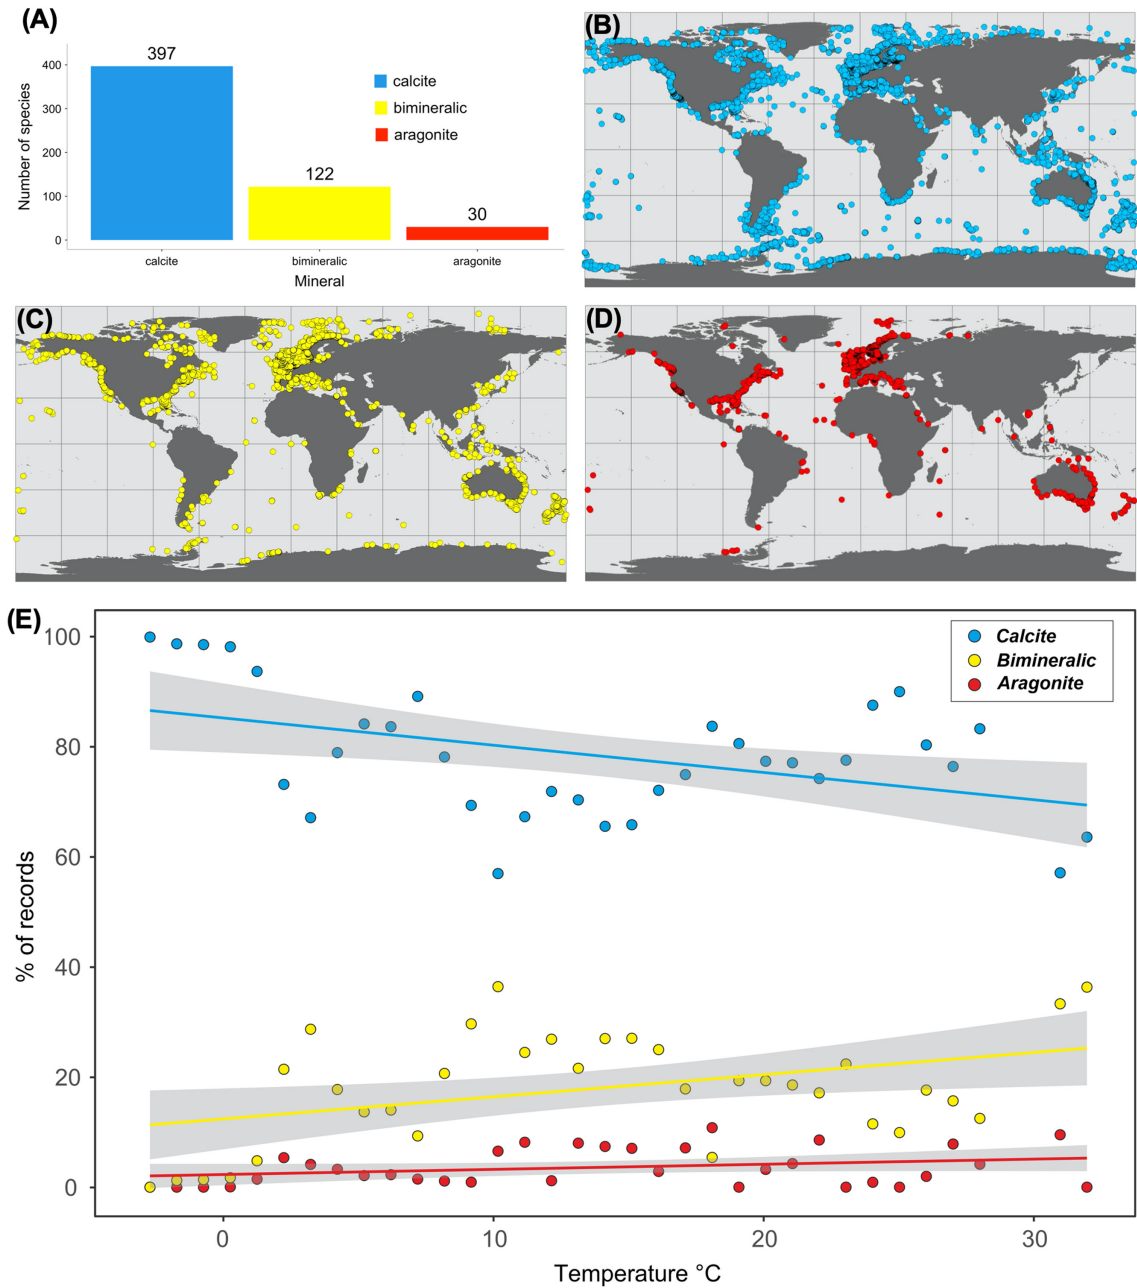 (A)
397
122
30
400
300
200
100
0
Number of species
calcite
bimineralic
aragonite
calcite
bimineralic
aragonite
Mineral
(B)
(C)
(D)
(E)
100
80
60
40
20
0
% of records
Calcite
Bimineralic
Aragonite
0
10
20
30
Temperature °C